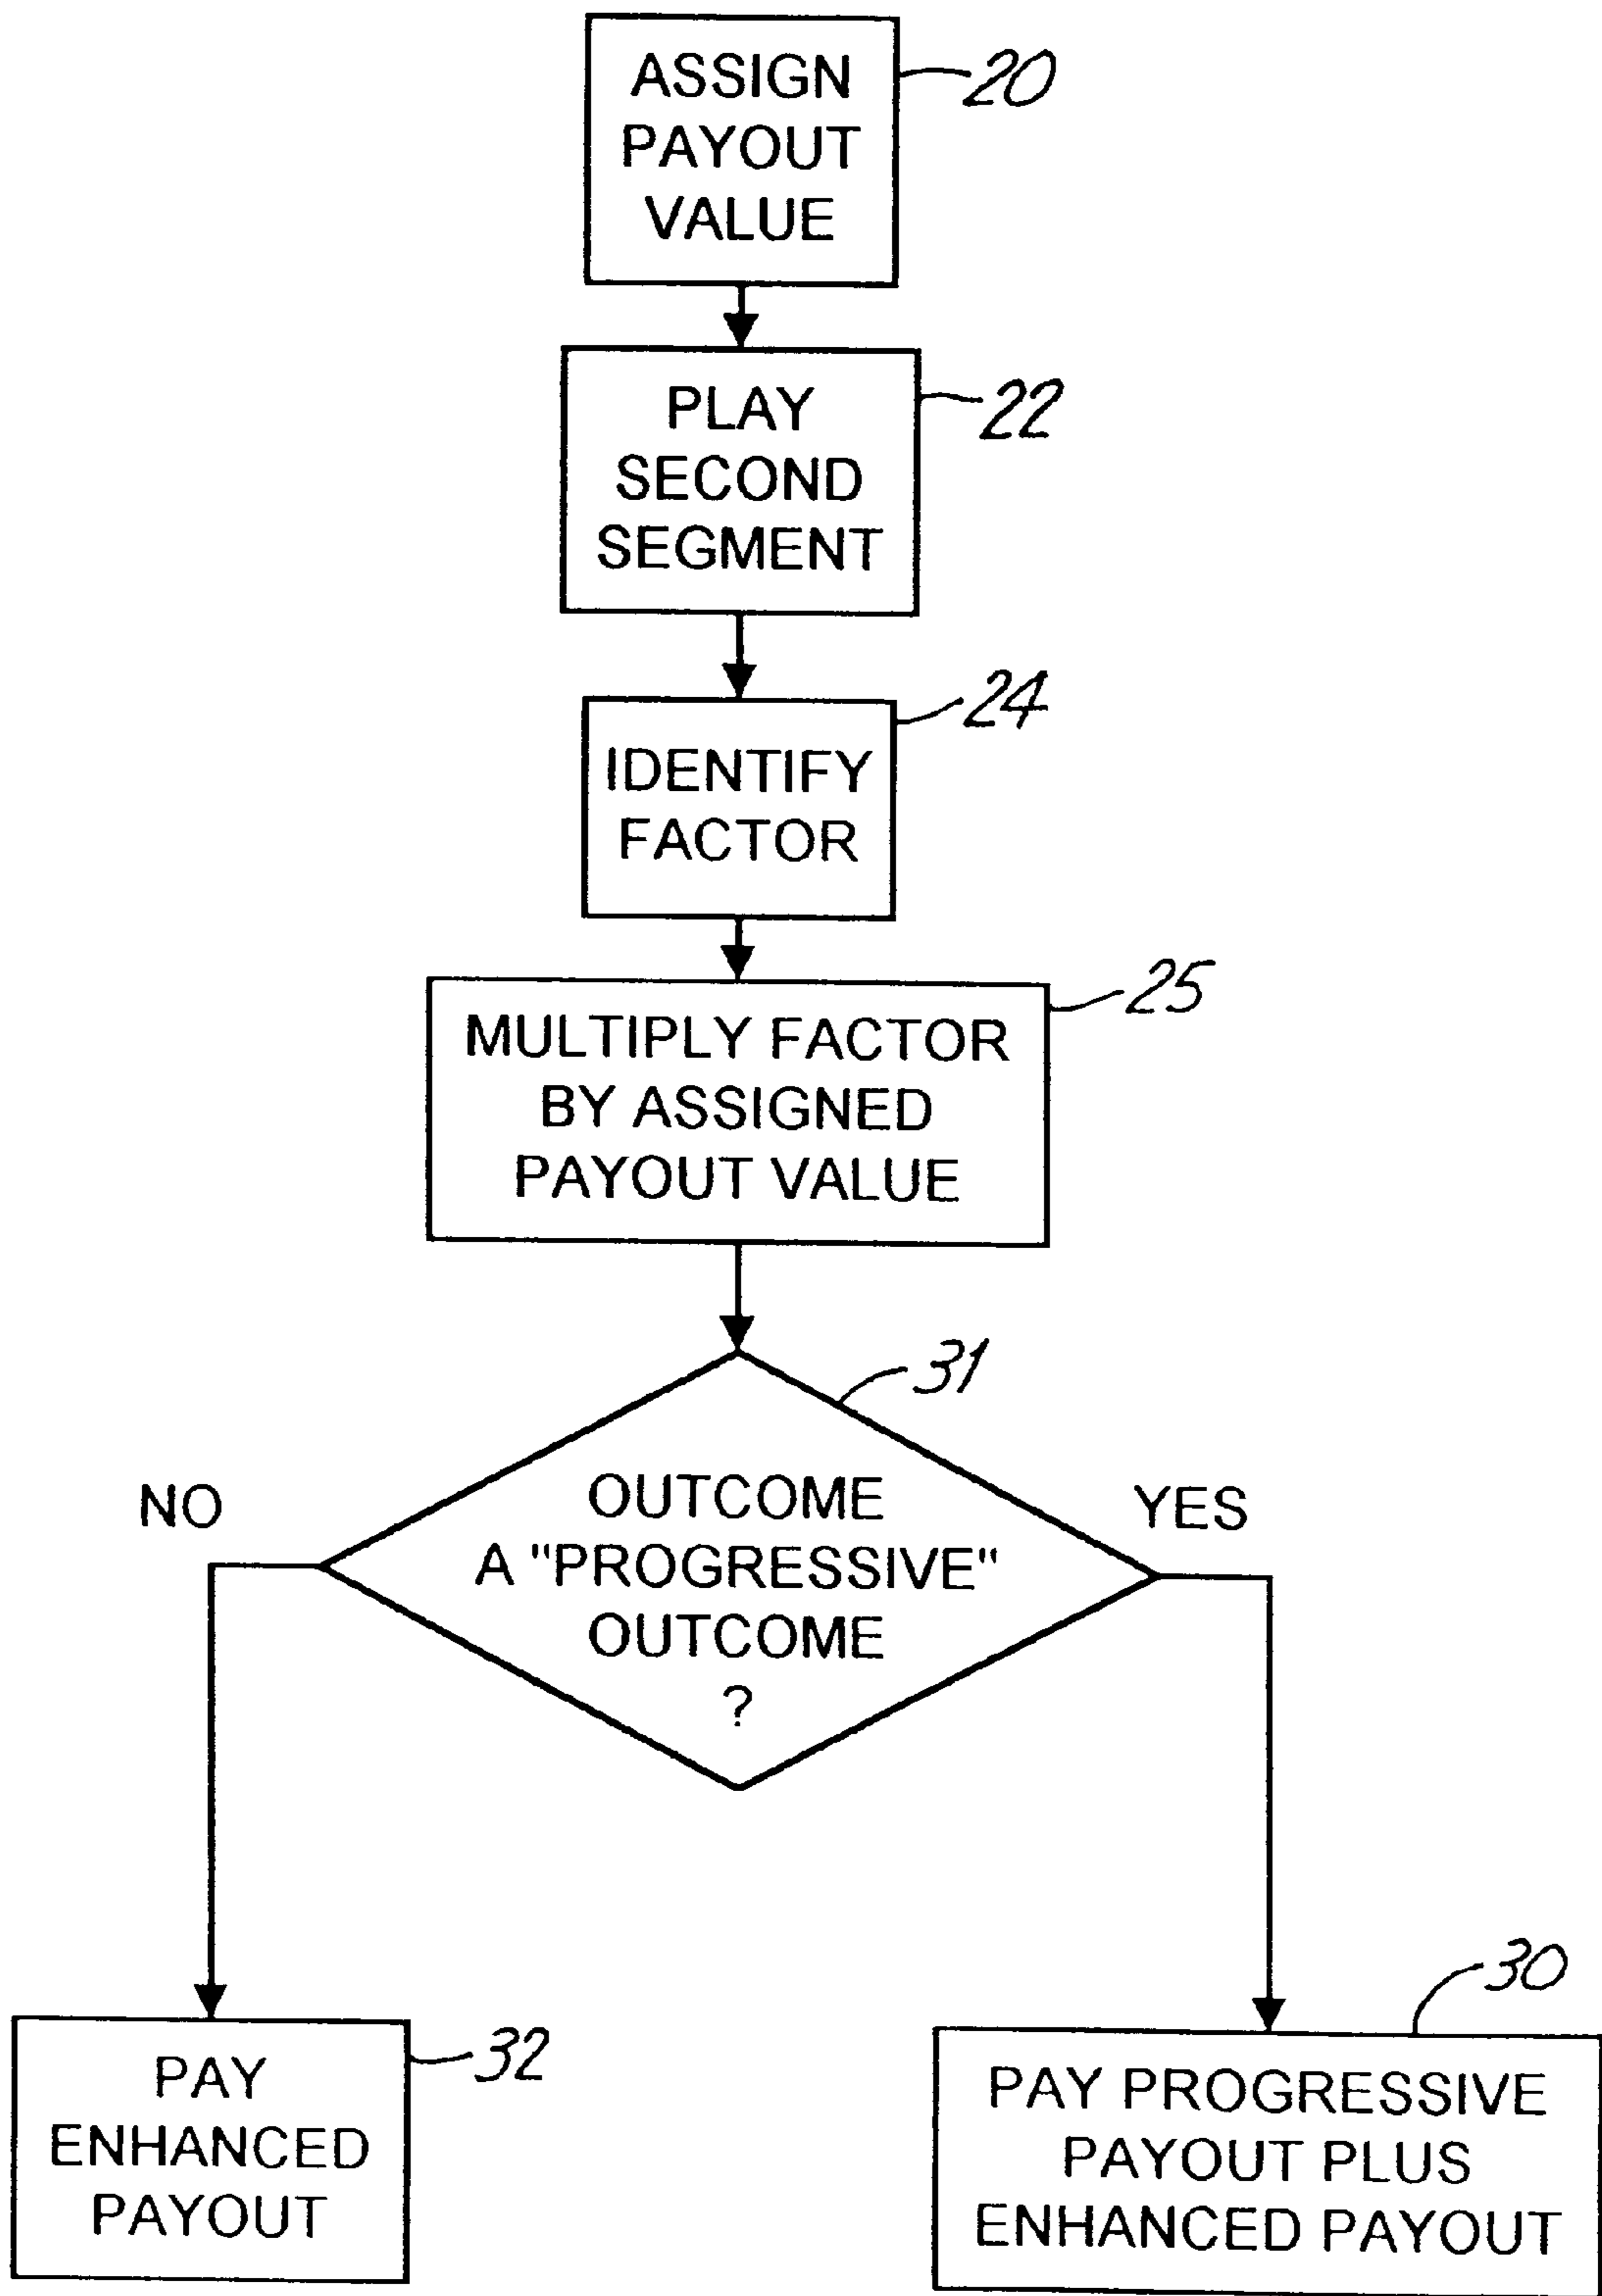 ASSIGN
PAYOUT
VALUE
20
PLAY
SECOND
SEGMENT
22
IDENTIFY
FACTOR
24
MULTIPLY FACTOR
BY ASSIGNED
PAYOUT VALUE
25
31
NO
YES
OUTCOME
A "PROGRESSIVE"
OUTCOME
?
PAY
ENHANCED
PAYOUT
32
30
PAY PROGRESSIVE
PAYOUT PLUS
ENHANCED PAYOUT